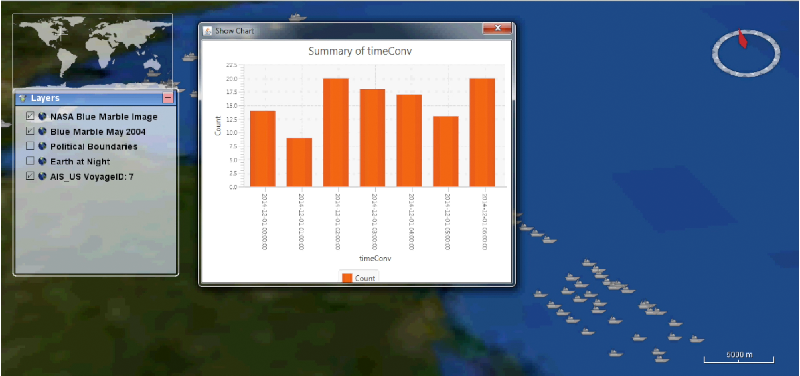 Show Chart
Summary of timeConv
Layers
NASA Blue Marble Image
Blue Marble May 2004
Political Boundaries
Earth at Night
AIS_US VoyageID: 7
Count
22.5
20.0
17.5
15.0
12.5
10.0
7.5
5.0
2.5
0.0
2014-12-01 00:00:00
2014-12-01 01:00:00
2014-12-01 02:00:00
2014-12-01 03:00:00
2014-12-01 04:00:00
2014-12-01 05:00:00
2014-12-01 06:00:00
timeConv
Count
6000 m